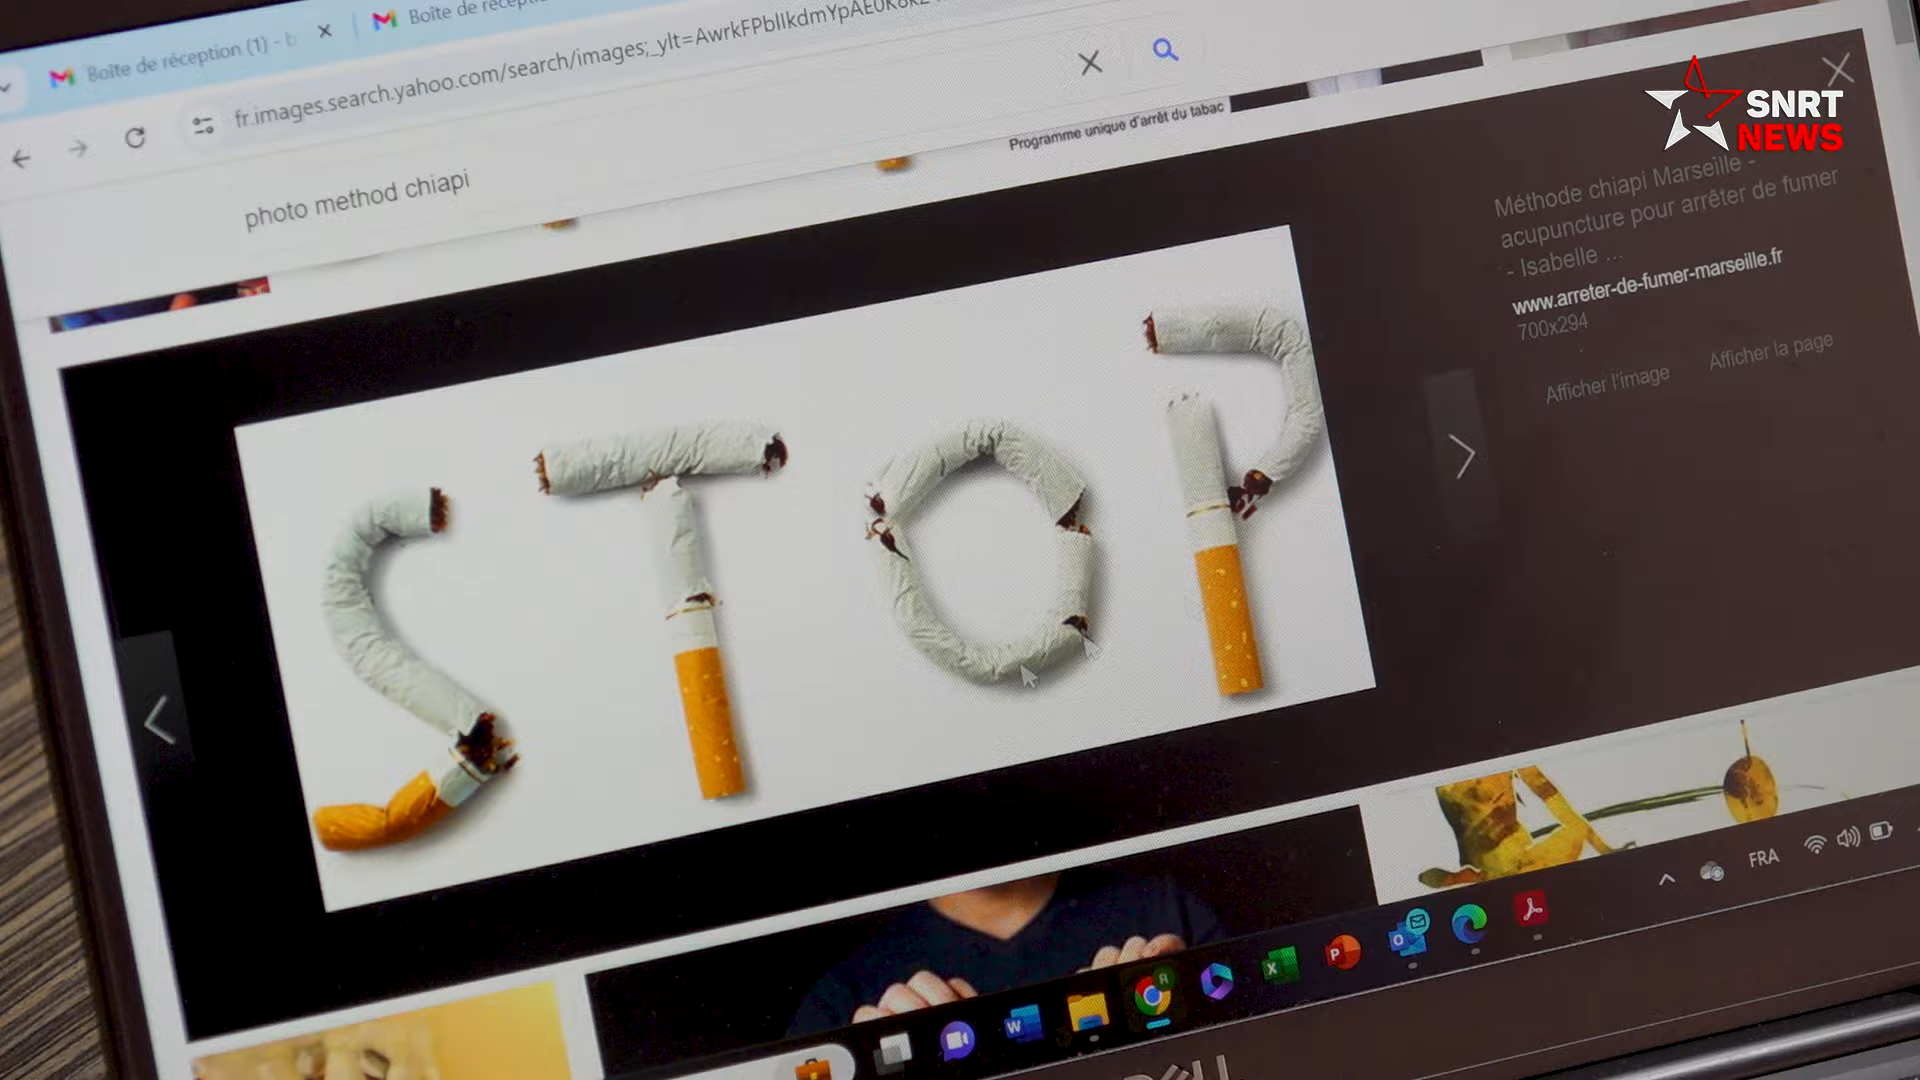 Boîte de réception (1) - b
Boîte de
fr.images.search.yahoo.com/search/images;_ylt=
photo method chiapi
Programme unique d'arrêt du tabac
SNRT
NEWS
Méthode chiapi Marseille -
acupuncture pour arrêter de fumer
- Isabelle ...
www.arreter-de-fumer-marseille.fr
700x294
Afficher l'image
Afficher la page
STOP
FRA